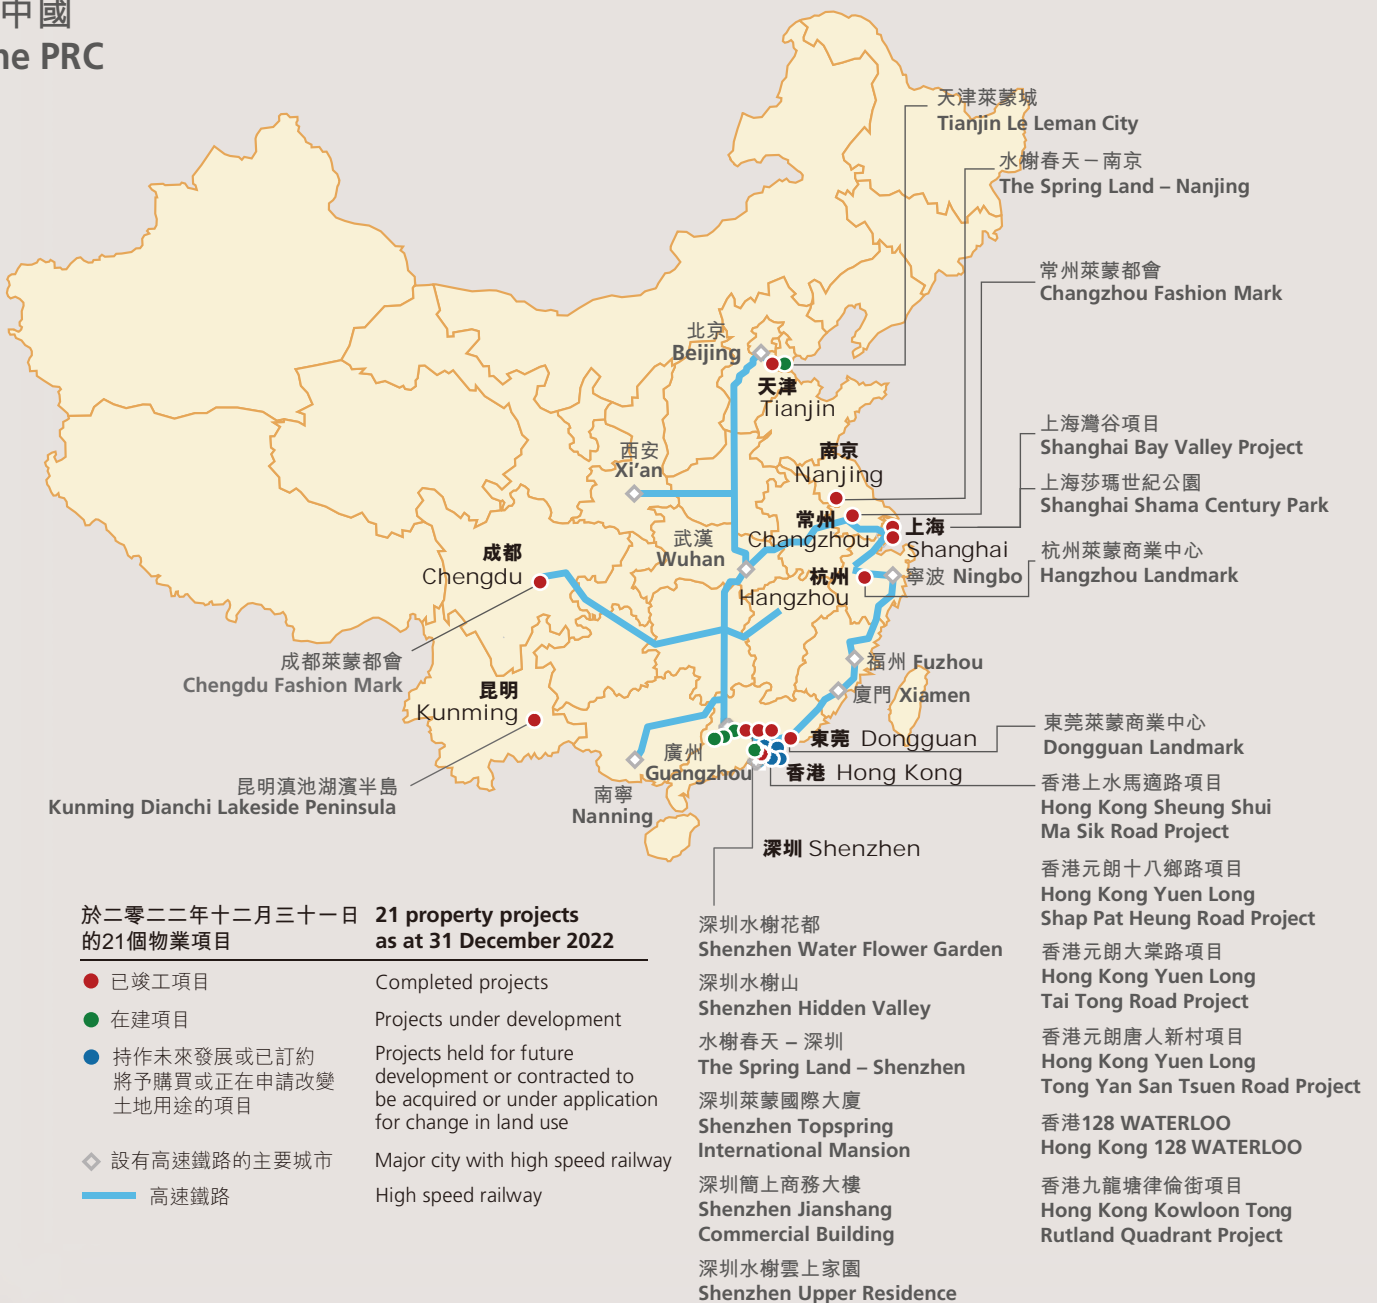 中國
he PRC
天津萊蒙城
Tianjin Le Leman City
水榭春天－南京
The Spring Land – Nanjing
常州萊蒙都會
Changzhou Fashion Mark
上海灣谷項目
Shanghai Bay Valley Project
上海莎瑪世紀公園
Shanghai Shama Century Park
杭州萊蒙商業中心
Hangzhou Landmark
北京
Beijing
天津
Tianjin
西安
Xi’an
南京
Nanjing
常州
Changzhou
上海
Shanghai
武漢
Wuhan
杭州
Hangzhou
寧波 Ningbo
成都
Chengdu
成都萊蒙都會
Chengdu Fashion Mark
福州 Fuzhou
廈門 Xiamen
昆明
Kunming
昆明滇池湖濱半島
Kunming Dianchi Lakeside Peninsula
東莞 Dongguan
廣州
Guangzhou
香港 Hong Kong
南寧
Nanning
深圳 Shenzhen
東莞萊蒙商業中心
Dongguan Landmark
香港上水馬適路項目
Hong Kong Sheung Shui
Ma Sik Road Project
香港元朗十八鄉路項目
Hong Kong Yuen Long
Shap Pat Heung Road Project
香港元朗大棠路項目
Hong Kong Yuen Long
Tai Tong Road Project
香港元朗唐人新村項目
Hong Kong Yuen Long
Tong Yan San Tsuen Road Project
香港128 WATERLOO
Hong Kong 128 WATERLOO
香港九龍塘律倫街項目
Hong Kong Kowloon Tong
Rutland Quadrant Project
深圳水榭花都
Shenzhen Water Flower Garden
深圳水榭山
Shenzhen Hidden Valley
水榭春天 – 深圳
The Spring Land – Shenzhen
深圳萊蒙國際大廈
Shenzhen Topspring
International Mansion
深圳簡上商務大樓
Shenzhen Jianshang
Commercial Building
深圳水榭雲上家園
Shenzhen Upper Residence
於二零二二年十二月三十一日
的21個物業項目
21 property projects
as at 31 December 2022
已竣工項目
Completed projects
在建項目
Projects under development
持作未來發展或已訂約
將予購買或正在申請改變
土地用途的項目
Projects held for future
development or contracted to
be acquired or under application
for change in land use
設有高速鐵路的主要城市
Major city with high speed railway
高速鐵路
High speed railway